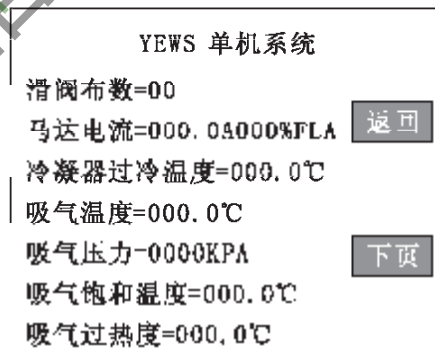 YEWS 单机系统
滑阀布数=00
马达电流=000.0A000%FLA
返回
冷凝器过冷温度=000.0℃
吸气温度=000.0℃
吸气压力=0000KPA
下页
吸气饱和温度=000.0℃
吸气过热度=000.0℃